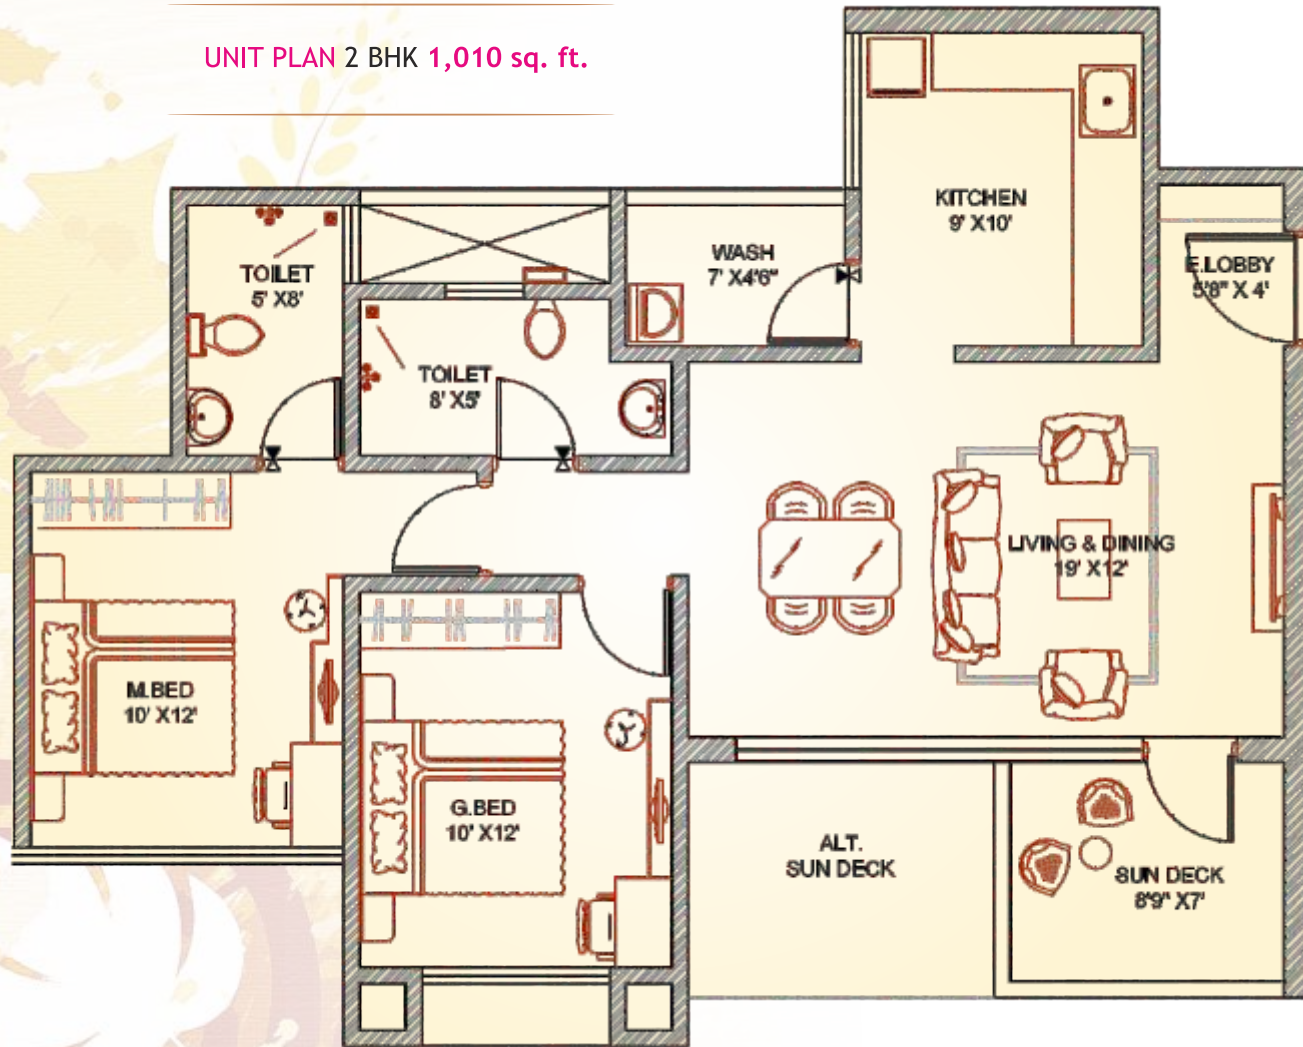 UNIT PLAN 2 BHK 1,010 sq. ft.
KITCHEN
9' X10'
WASH
7' X4'6"
TOILET
5' X8'
E.LOBBY
5'8" X 4'
TOILET
8' X5'
LIVING & DINING
19' X12'
M.BED
10' X12'
G.BED
10' X12'
ALT.
SUN DECK
SUN DECK
8'9" X7'